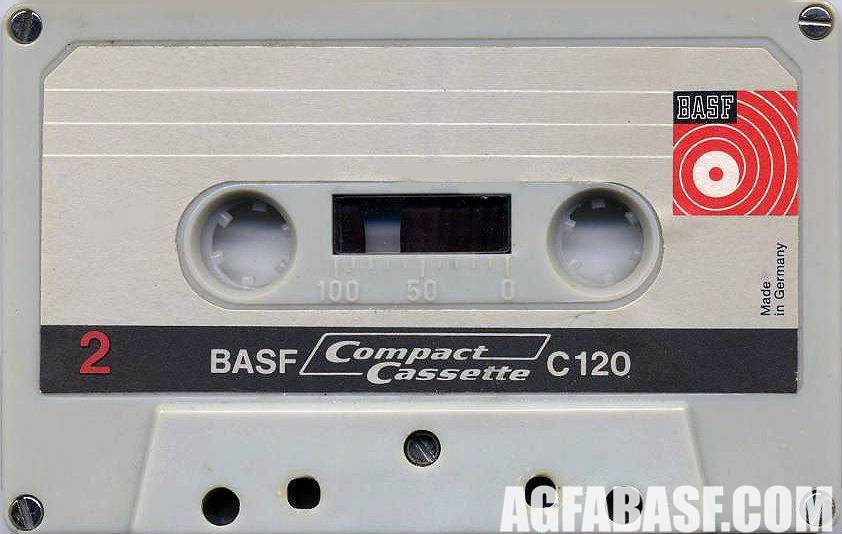 BASF
100 50 0
Made
in Germany
2 BASF Compact Cassette C120
AGFABASF.COM